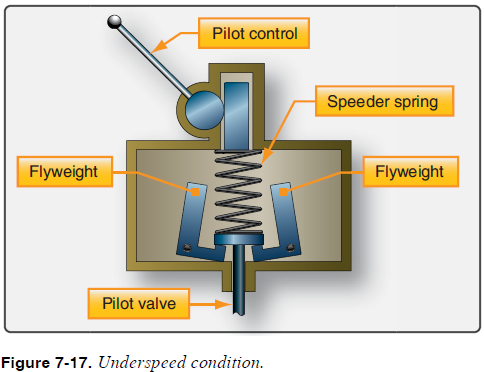 Pilot control
Speeder spring
Flyweight
Flyweight
Pilot valve
Figure 7-17. Underspeed condition.